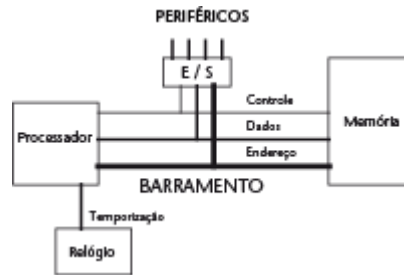 PERIFÉRICOS
E / S
Controle
Dados
Processador
Memória
Endereço
BARRAMENTO
Temporização
Relógio